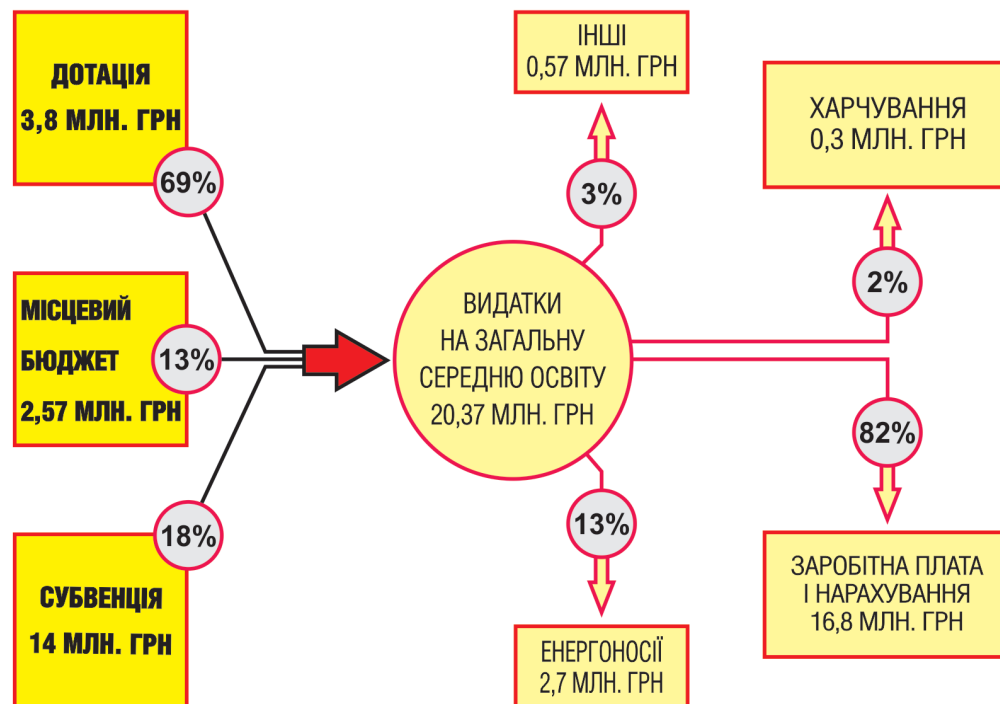 ДОТАЦІЯ
3,8 МЛН. ГРН
69%
МІСЦЕВИЙ
БЮДЖЕТ
2,57 МЛН. ГРН
13%
18%
СУБВЕНЦІЯ
14 МЛН. ГРН
ВИДАТКИ
НА ЗАГАЛЬНУ
СЕРЕДНЮ ОСВІТУ
20,37 МЛН. ГРН
ІНШІ
0,57 МЛН. ГРН
3%
ХАРЧУВАННЯ
0,3 МЛН. ГРН
2%
82%
ЗАРОБІТНА ПЛАТА
І НАРАХУВАННЯ
16,8 МЛН. ГРН
13%
ЕНЕРГОНОСІЇ
2,7 МЛН. ГРН